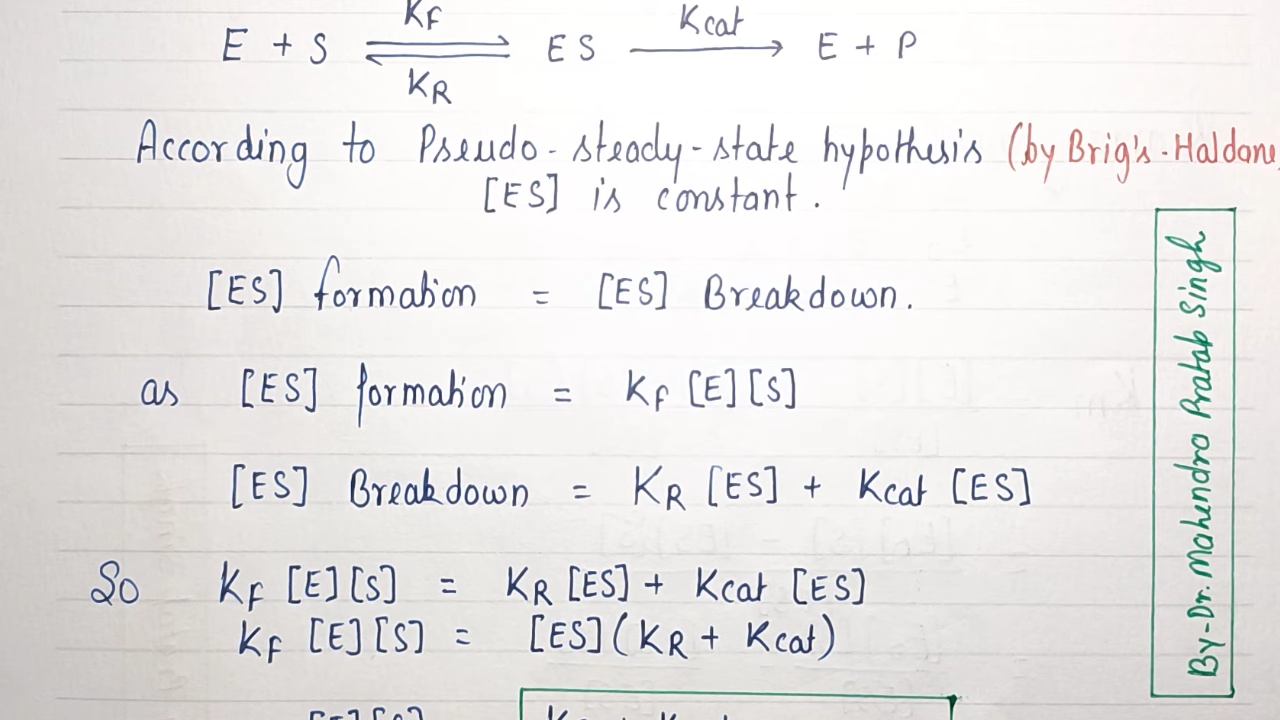 KF
E + S ⇌ ES → E + P
Kcat
KR
According to Pseudo-steady-state hypothesis (by Brig's-Haldane
[ES] is constant.
[ES] formation = [ES] Breakdown.
as [ES] formation = KF [E][S]
[ES] Breakdown = KR [ES] + Kcat [ES]
So KF [E][S] = KR [ES] + Kcat [ES]
KF [E][S] = [ES](KR + Kcat)
By-Dr. Mahendra Pratab Singh